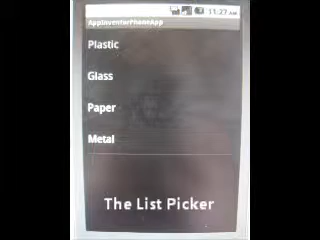 11:27 AM
AppInventorPhoneApp
Plastic
Glass
Paper
Metal
The List Picker